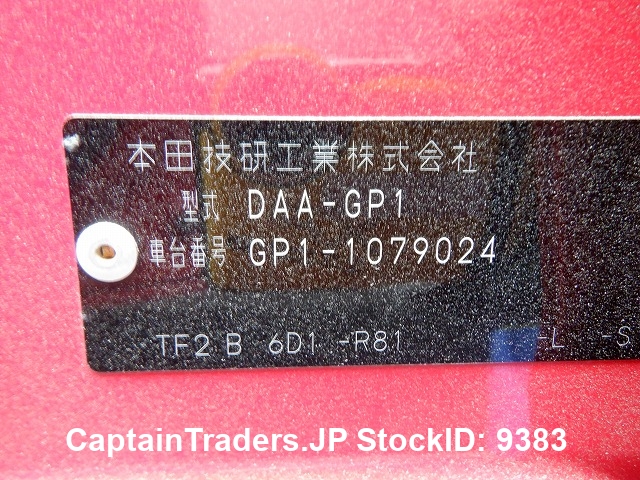 本田技研工業株式会社
型式 DAA-GP1
車台番号 GP1-1079024
TF2 B 6D1 -R81 -L -S
CaptainTraders.JP StockID: 9383